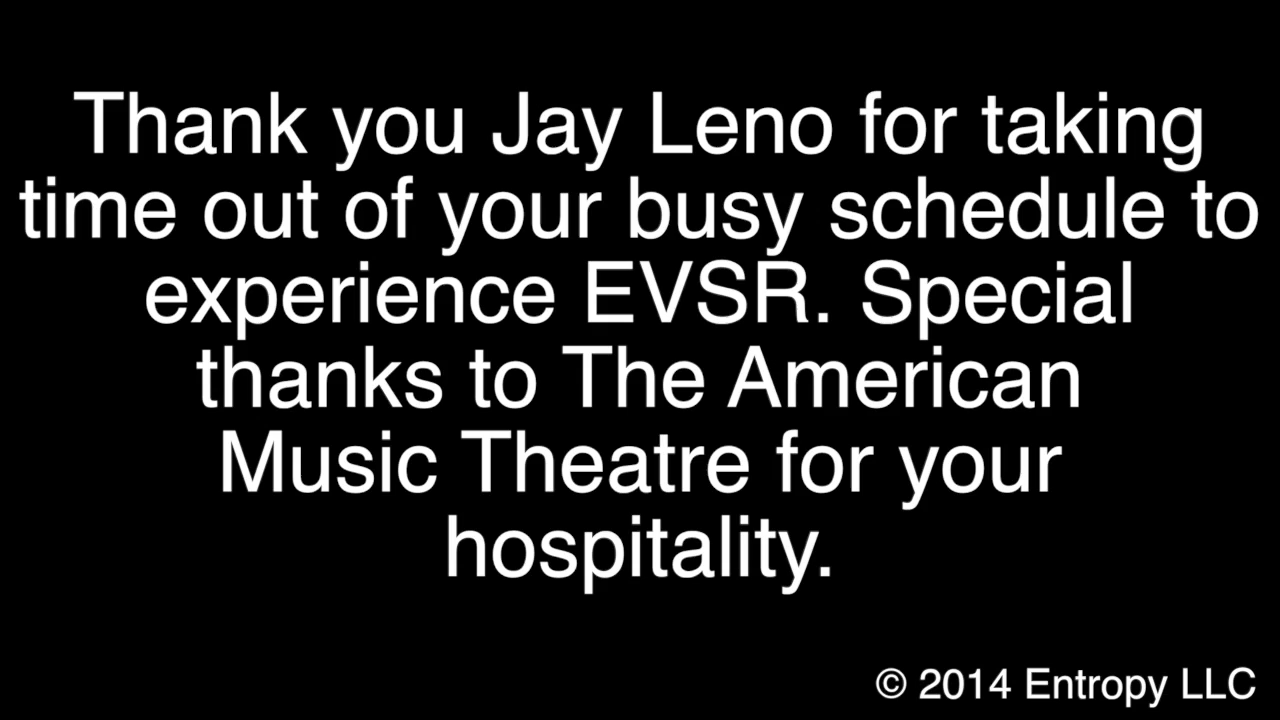 Thank you Jay Leno for taking
time out of your busy schedule to
experience EVSR. Special
thanks to The American
Music Theatre for your
hospitality.
© 2014 Entropy LLC